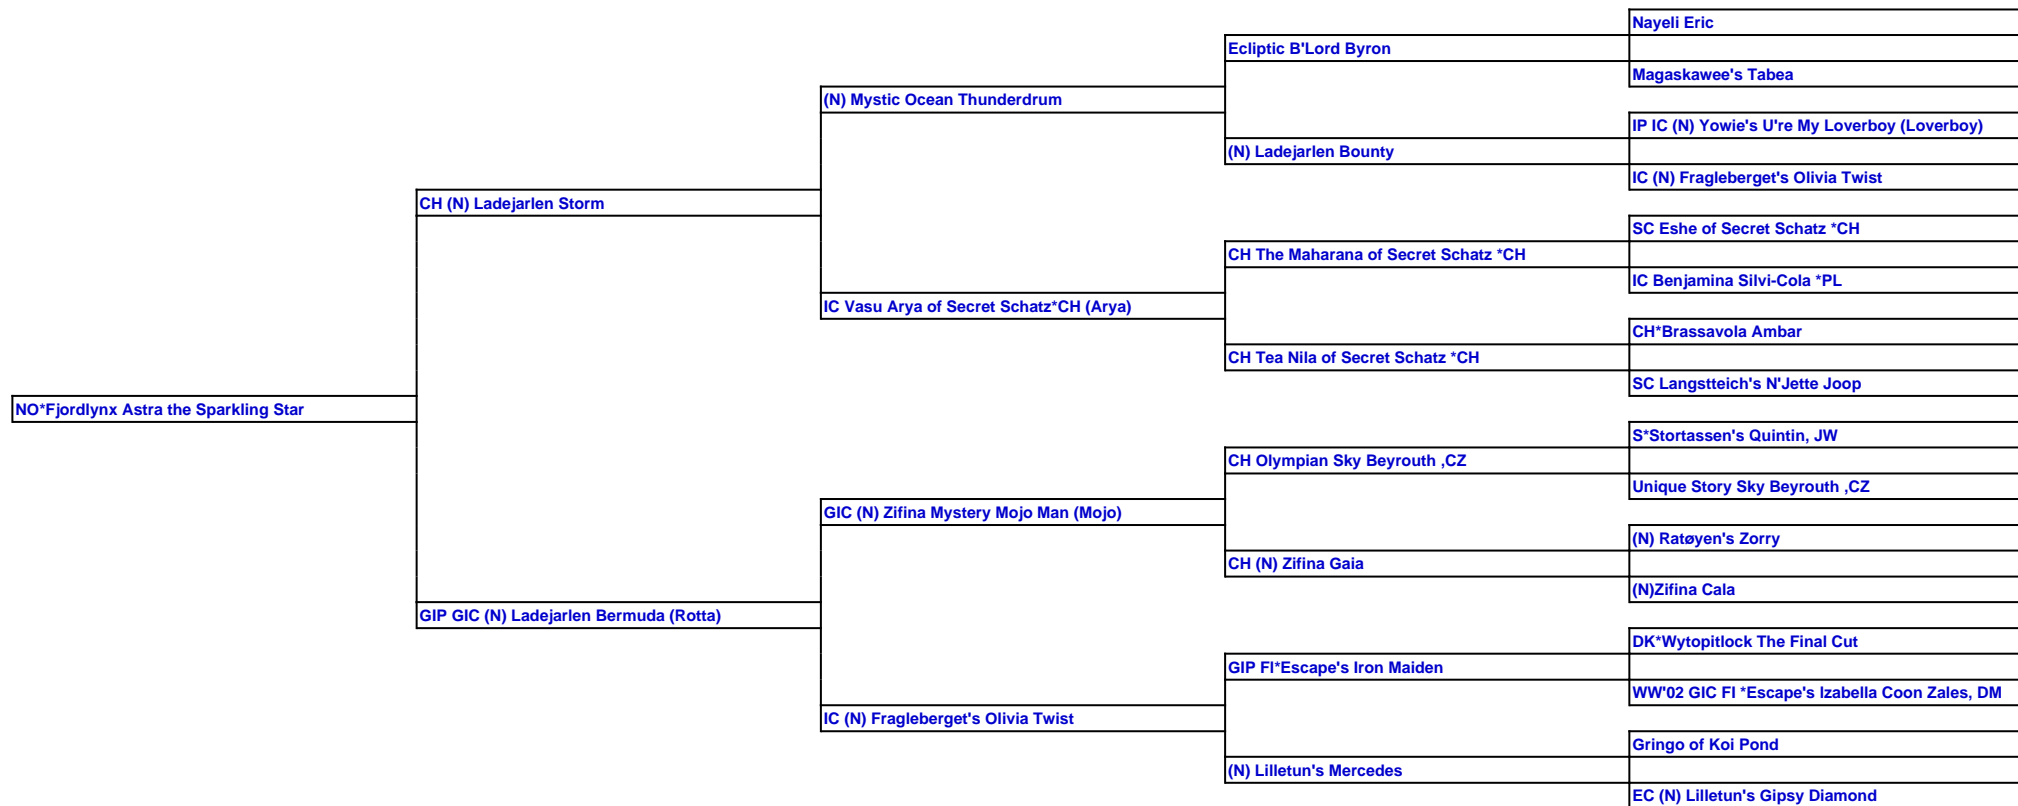 Nayeli Eric
Ecliptic B'Lord Byron
Magaskawee's Tabea
(N) Mystic Ocean Thunderdrum
IP IC (N) Yowie's U're My Loverboy (Loverboy)
(N) Ladejarlen Bounty
IC (N) Fragleberget's Olivia Twist
CH (N) Ladejarlen Storm
SC Eshe of Secret Schatz *CH
CH The Maharana of Secret Schatz *CH
IC Benjamina Silvi-Cola *PL
IC Vasu Arya of Secret Schatz*CH (Arya)
CH*Brassavola Ambar
CH Tea Nila of Secret Schatz *CH
SC Langstteich's N'Jette Joop
NO*Fjordlynx Astra the Sparkling Star
S*Stortassen's Quintin, JW
CH Olympian Sky Beyrouth ,CZ
Unique Story Sky Beyrouth ,CZ
GIC (N) Zifina Mystery Mojo Man (Mojo)
(N) Ratøyen's Zorry
CH (N) Zifina Gaia
(N)Zifina Cala
GIP GIC (N) Ladejarlen Bermuda (Rotta)
DK*Wytopitlock The Final Cut
GIP FI*Escape's Iron Maiden
WW'02 GIC FI *Escape's Izabella Coon Zales, DM
IC (N) Fragleberget's Olivia Twist
Gringo of Koi Pond
(N) Lilletun's Mercedes
EC (N) Lilletun's Gipsy Diamond